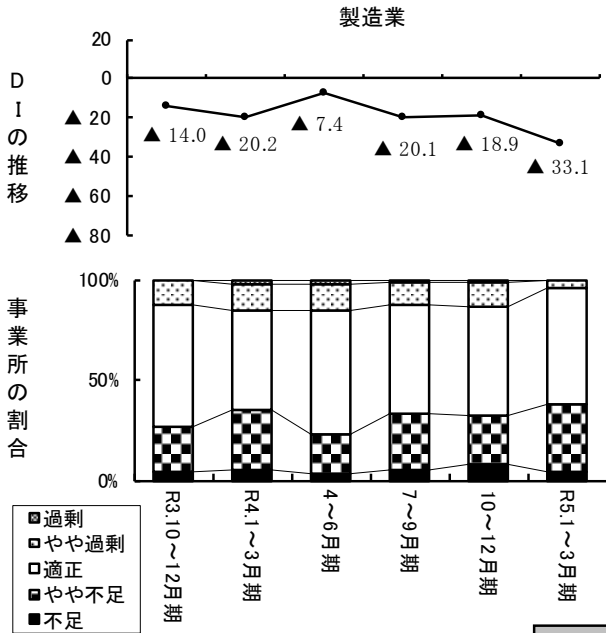 製造業
DIの推移
20
0
▲ 20
▲ 40
▲ 60
▲ 80
▲ 14.0
▲ 20.2
▲ 7.4
▲ 20.1
▲ 18.9
▲ 33.1
事業所の割合
100%
50%
0%
R3.10～12月期
R4.1～3月期
4～6月期
7～9月期
10～12月期
R5.1～3月期
過剰
やや過剰
適正
やや不足
不足